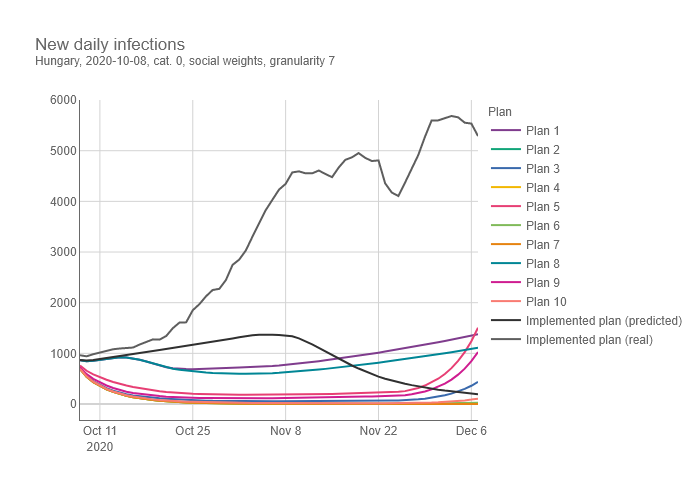 New daily infections
Hungary, 2020-10-08, cat. 0, social weights, granularity 7
6000
5000
4000
3000
2000
1000
0
Oct 11
2020
Oct 25
Nov 8
Nov 22
Dec 6
Plan
Plan 1
Plan 2
Plan 3
Plan 4
Plan 5
Plan 6
Plan 7
Plan 8
Plan 9
Plan 10
Implemented plan (predicted)
Implemented plan (real)